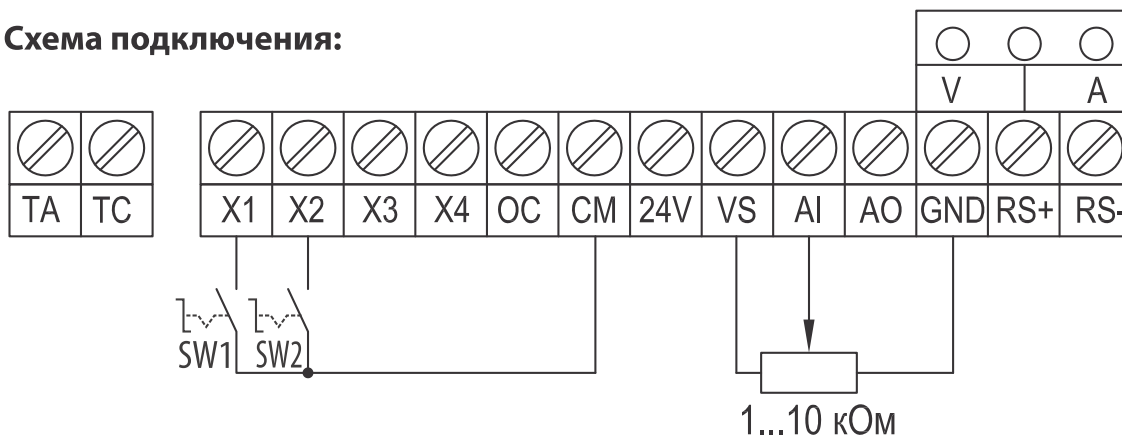 Схема подключения:
V A
TA TC X1 X2 X3 X4 OC CM 24V VS AI AO GND RS+ RS-
SW1 SW2
1...10 кОм